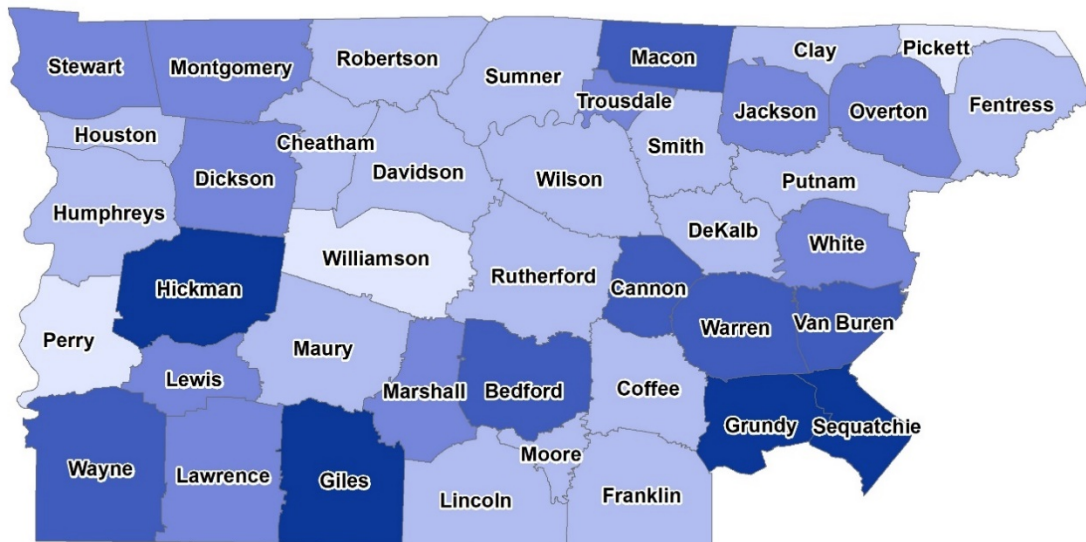 Stewart
Montgomery
Robertson
Sumner
Macon
Clay
Pickett
Trousdale
Jackson
Overton
Fentress
Houston
Cheatham
Smith
Dickson
Davidson
Wilson
Putnam
Humphreys
DeKalb
White
Williamson
Rutherford
Hickman
Cannon
Warren
Van Buren
Perry
Maury
Lewis
Marshall
Bedford
Coffee
Grundy
Sequatchie
Moore
Wayne
Lawrence
Giles
Lincoln
Franklin